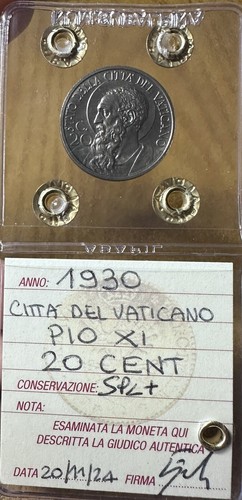 STATO DELLA CITTÀ DEL VATICANO
ANNO: 1930
CITTA' DEL VATICANO
PIO XI
20 CENT
CONSERVAZIONE: SPL+
NOTA:
ESAMINATA LA MONETA QUI
DESCRITTA LA GIUDICO AUTENTICA
DATA 20/11/24 FIRMA